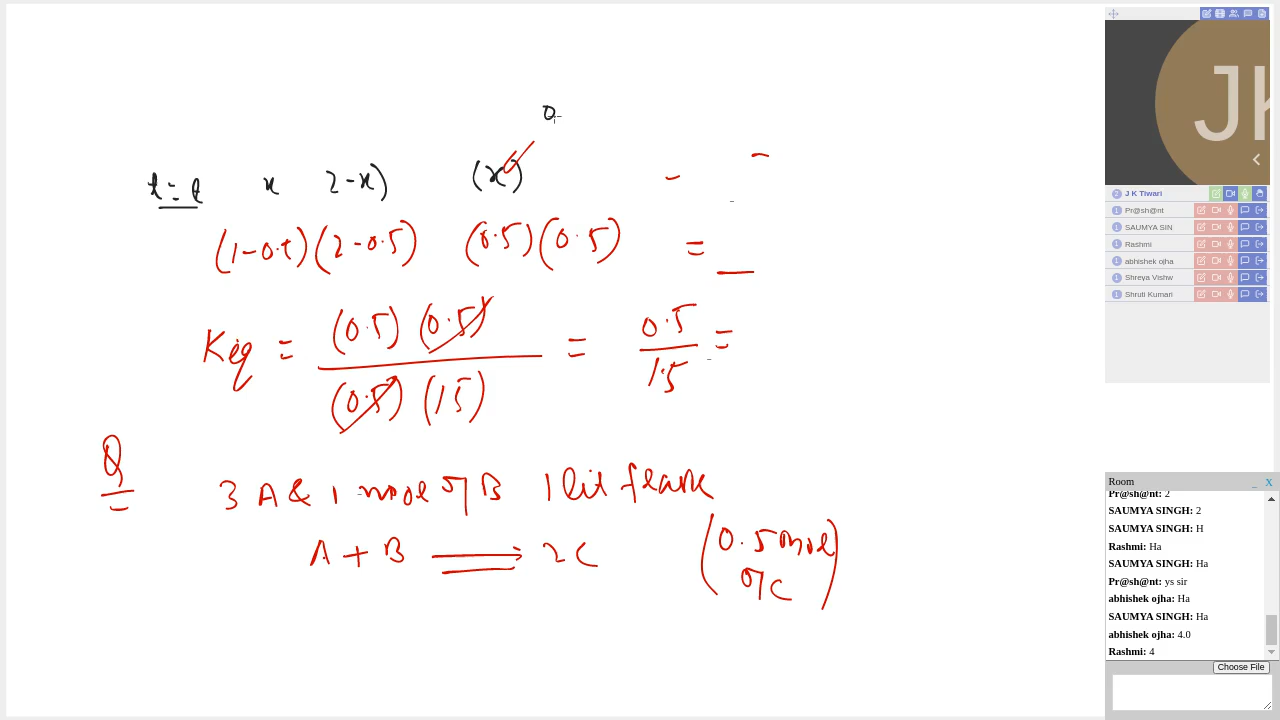 0
t = t x 2-x) (x) - -
(1-0.5)(2-0.5) (0.5)(0.5) =
Keq = (0.5)(0.5) / (0.5)(1.5) = 0.5 / 1.5 =
Q 3 A & 1 mole of B 1 lit flask
A + B ⇌ 2C (0.5 mol of C)
JK
J K Tiwari
Pr@sh@nt
SAUMYA SIN
Rashmi
abhishek ojha
Shreya Vishw
Shruti Kumari
Room _ X
Pr@sh@nt: 2
SAUMYA SINGH: 2
SAUMYA SINGH: H
Rashmi: Ha
SAUMYA SINGH: Ha
Pr@sh@nt: ys sir
abhishek ojha: Ha
SAUMYA SINGH: Ha
abhishek ojha: 4.0
Rashmi: 4
Choose File